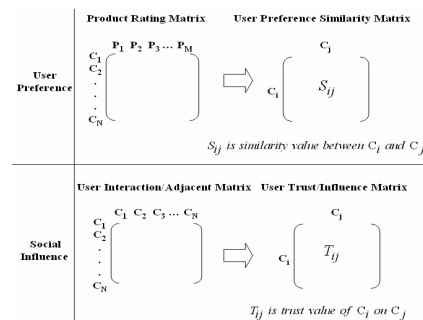 Product Rating Matrix
User Preference Similarity Matrix
P1 P2 P3 ... PM
C1
C2
.
.
.
CN
User
Preference
Cj
Ci
Sij
Sij is similarity value between Ci and Cj
User Interaction/Adjacent Matrix
User Trust/Influence Matrix
C1 C2 C3 ... CN
C1
C2
.
.
.
CN
Social
Influence
Cj
Ci
Tij
Tij is trust value of Ci on Cj